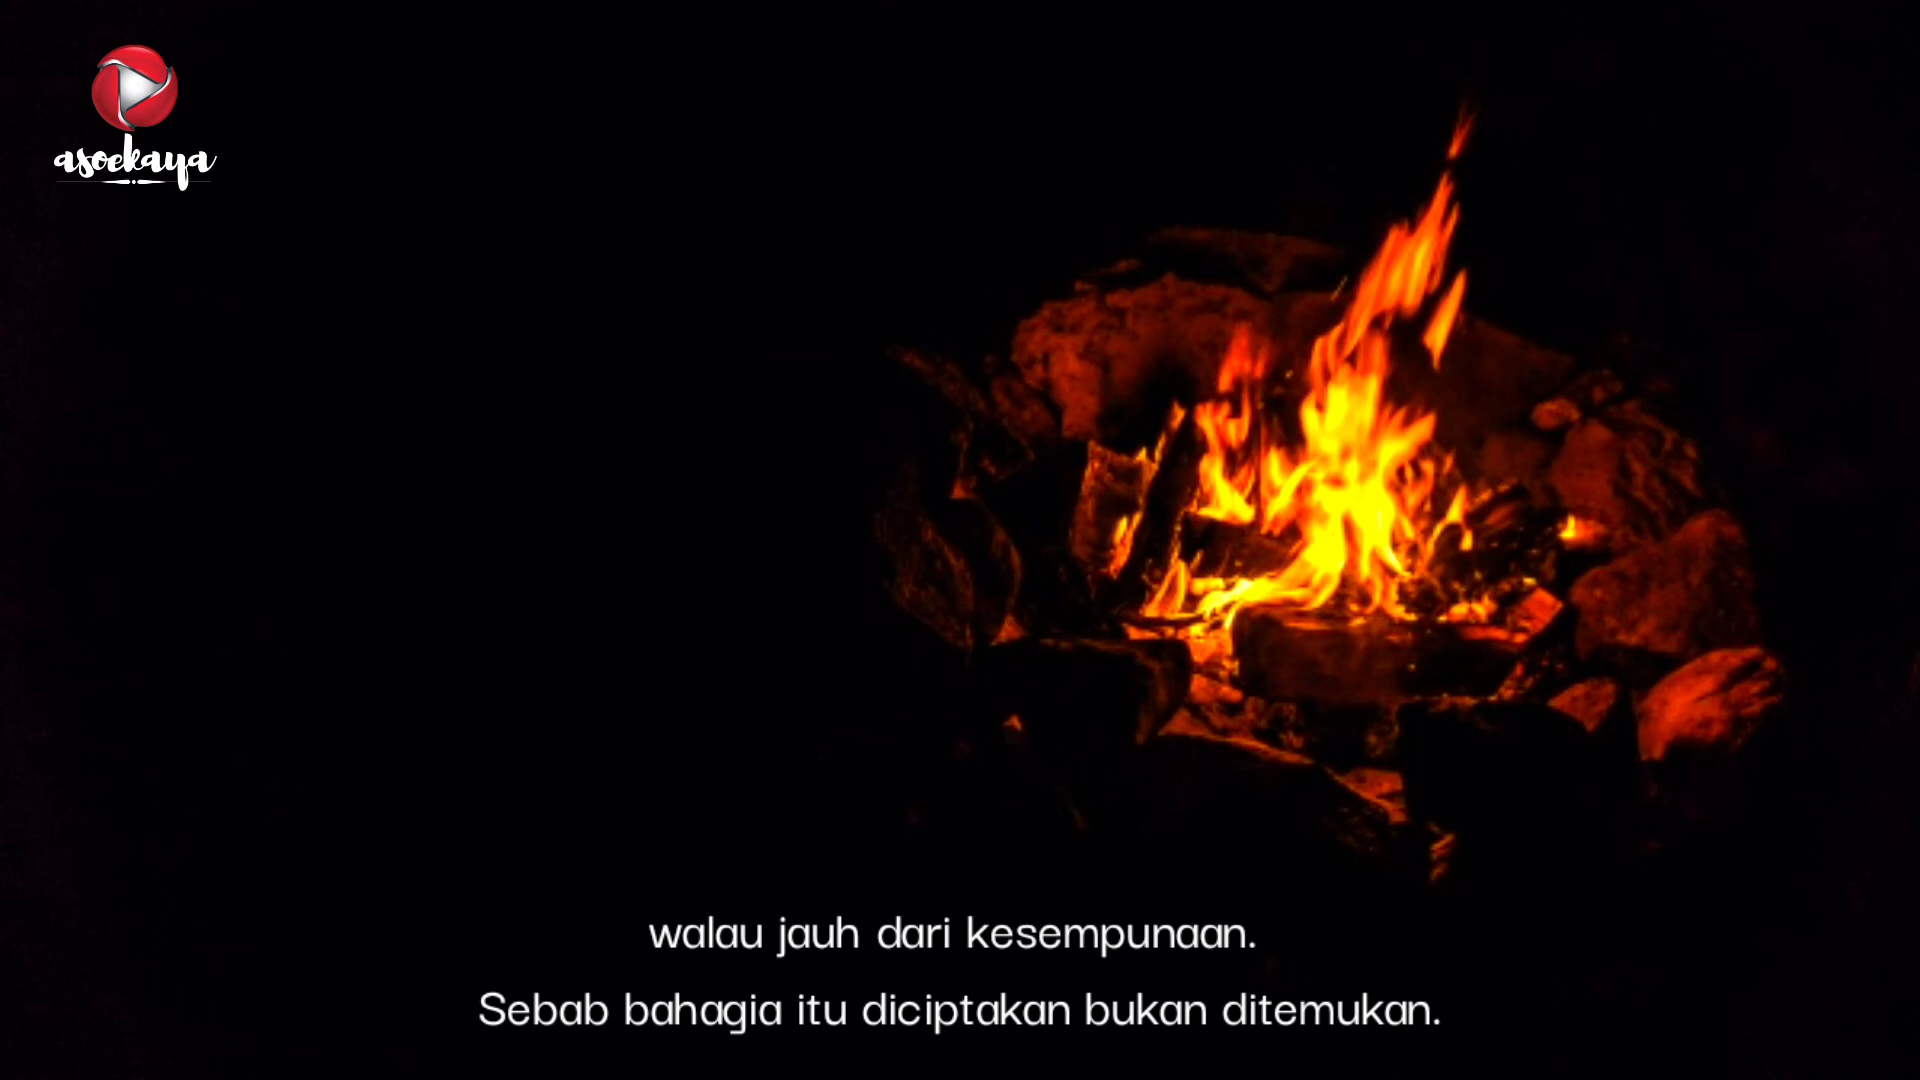 asoekaya
walau jauh dari kesempunaan.
Sebab bahagia itu diciptakan bukan ditemukan.